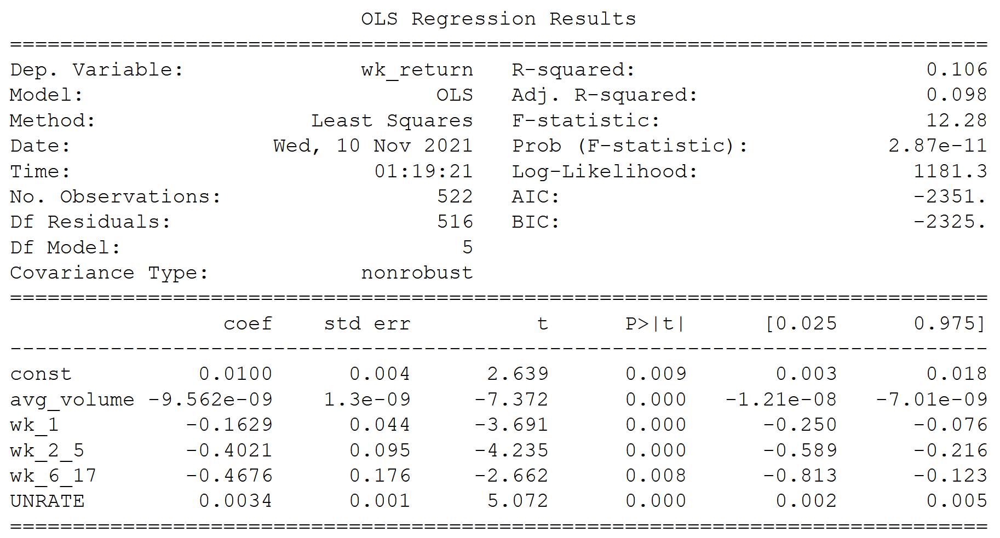 OLS Regression Results
==============================================================================
Dep. Variable:              wk_return   R-squared:                       0.106
Model:                            OLS   Adj. R-squared:                  0.098
Method:                 Least Squares   F-statistic:                     12.28
Date:                Wed, 10 Nov 2021   Prob (F-statistic):           2.87e-11
Time:                        01:19:21   Log-Likelihood:                 1181.3
No. Observations:                 522   AIC:                            -2351.
Df Residuals:                     516   BIC:                            -2325.
Df Model:                           5
Covariance Type:            nonrobust
==============================================================================
                 coef    std err          t      P>|t|      [0.025      0.975]
------------------------------------------------------------------------------
const          0.0100      0.004      2.639      0.009       0.003       0.018
avg_volume -9.562e-09    1.3e-09     -7.372      0.000   -1.21e-08   -7.01e-09
wk_1          -0.1629      0.044     -3.691      0.000      -0.250      -0.076
wk_2_5        -0.4021      0.095     -4.235      0.000      -0.589      -0.216
wk_6_17       -0.4676      0.176     -2.662      0.008      -0.813      -0.123
UNRATE         0.0034      0.001      5.072      0.000       0.002       0.005
==============================================================================